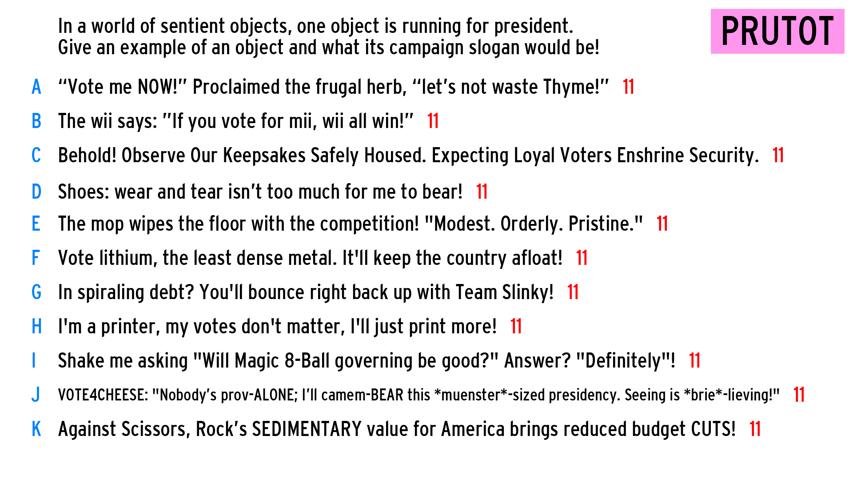 In a world of sentient objects, one object is running for president.
Give an example of an object and what its campaign slogan would be!
PRUTOT
A “Vote me NOW!” Proclaimed the frugal herb, “let’s not waste Thyme!” 11
B The wii says: ”If you vote for mii, wii all win!” 11
C Behold! Observe Our Keepsakes Safely Housed. Expecting Loyal Voters Enshrine Security. 11
D Shoes: wear and tear isn’t too much for me to bear! 11
E The mop wipes the floor with the competition! "Modest. Orderly. Pristine." 11
F Vote lithium, the least dense metal. It'll keep the country afloat! 11
G In spiraling debt? You'll bounce right back up with Team Slinky! 11
H I'm a printer, my votes don't matter, I'll just print more! 11
I Shake me asking "Will Magic 8-Ball governing be good?" Answer? "Definitely"! 11
J VOTE4CHEESE: "Nobody’s prov-ALONE; I’ll camem-BEAR this *muenster*-sized presidency. Seeing is *brie*-lieving!" 11
K Against Scissors, Rock’s SEDIMENTARY value for America brings reduced budget CUTS! 11